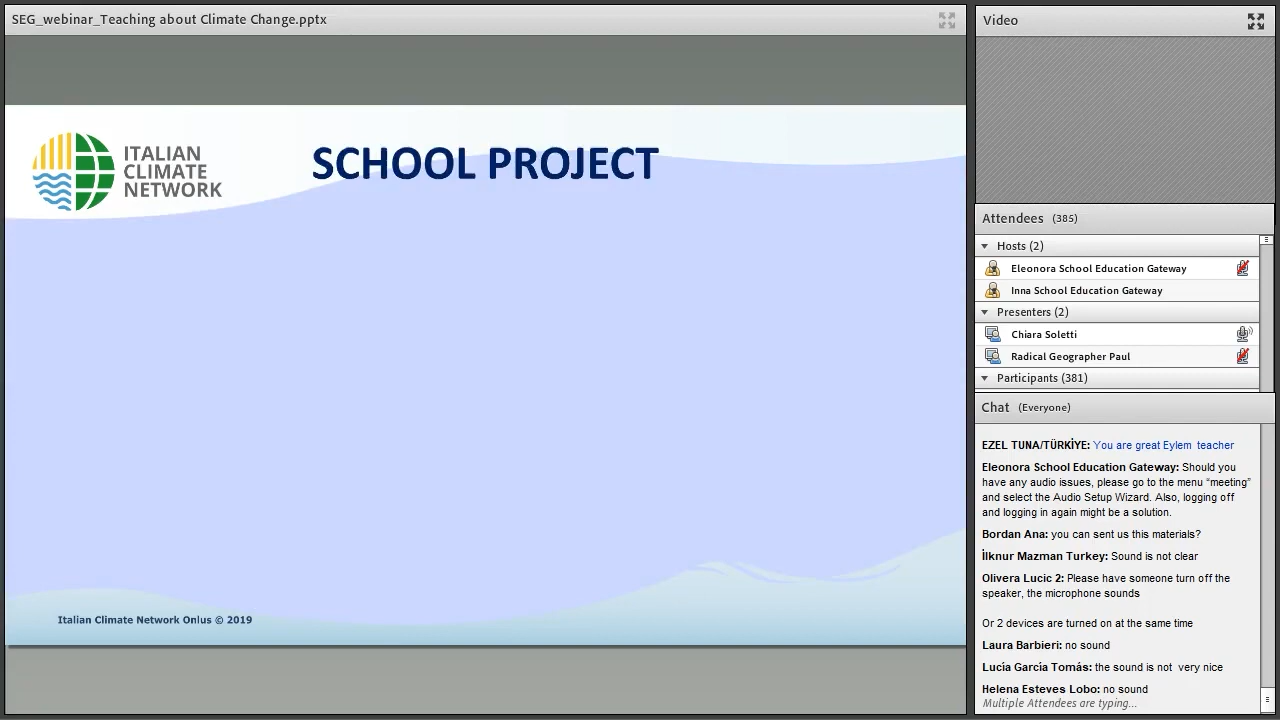 SEG_webinar_Teaching about Climate Change.pptx
ITALIAN
CLIMATE
NETWORK
SCHOOL PROJECT
Italian Climate Network Onlus © 2019
Video
Attendees (385)
Hosts (2)
Eleonora School Education Gateway
Inna School Education Gateway
Presenters (2)
Chiara Soletti
Radical Geographer Paul
Participants (381)
Chat (Everyone)
EZEL TUNA/TÜRKİYE: You are great Eylem teacher
Eleonora School Education Gateway: Should you
have any audio issues, please go to the menu “meeting”
and select the Audio Setup Wizard. Also, logging off
and logging in again might be a solution.
Bordan Ana: you can sent us this materials?
İlknur Mazman Turkey: Sound is not clear
Olivera Lucic 2: Please have someone turn off the
speaker, the microphone sounds
Or 2 devices are turned on at the same time
Laura Barbieri: no sound
Lucía García Tomás: the sound is not very nice
Helena Esteves Lobo: no sound
Multiple Attendees are typing...